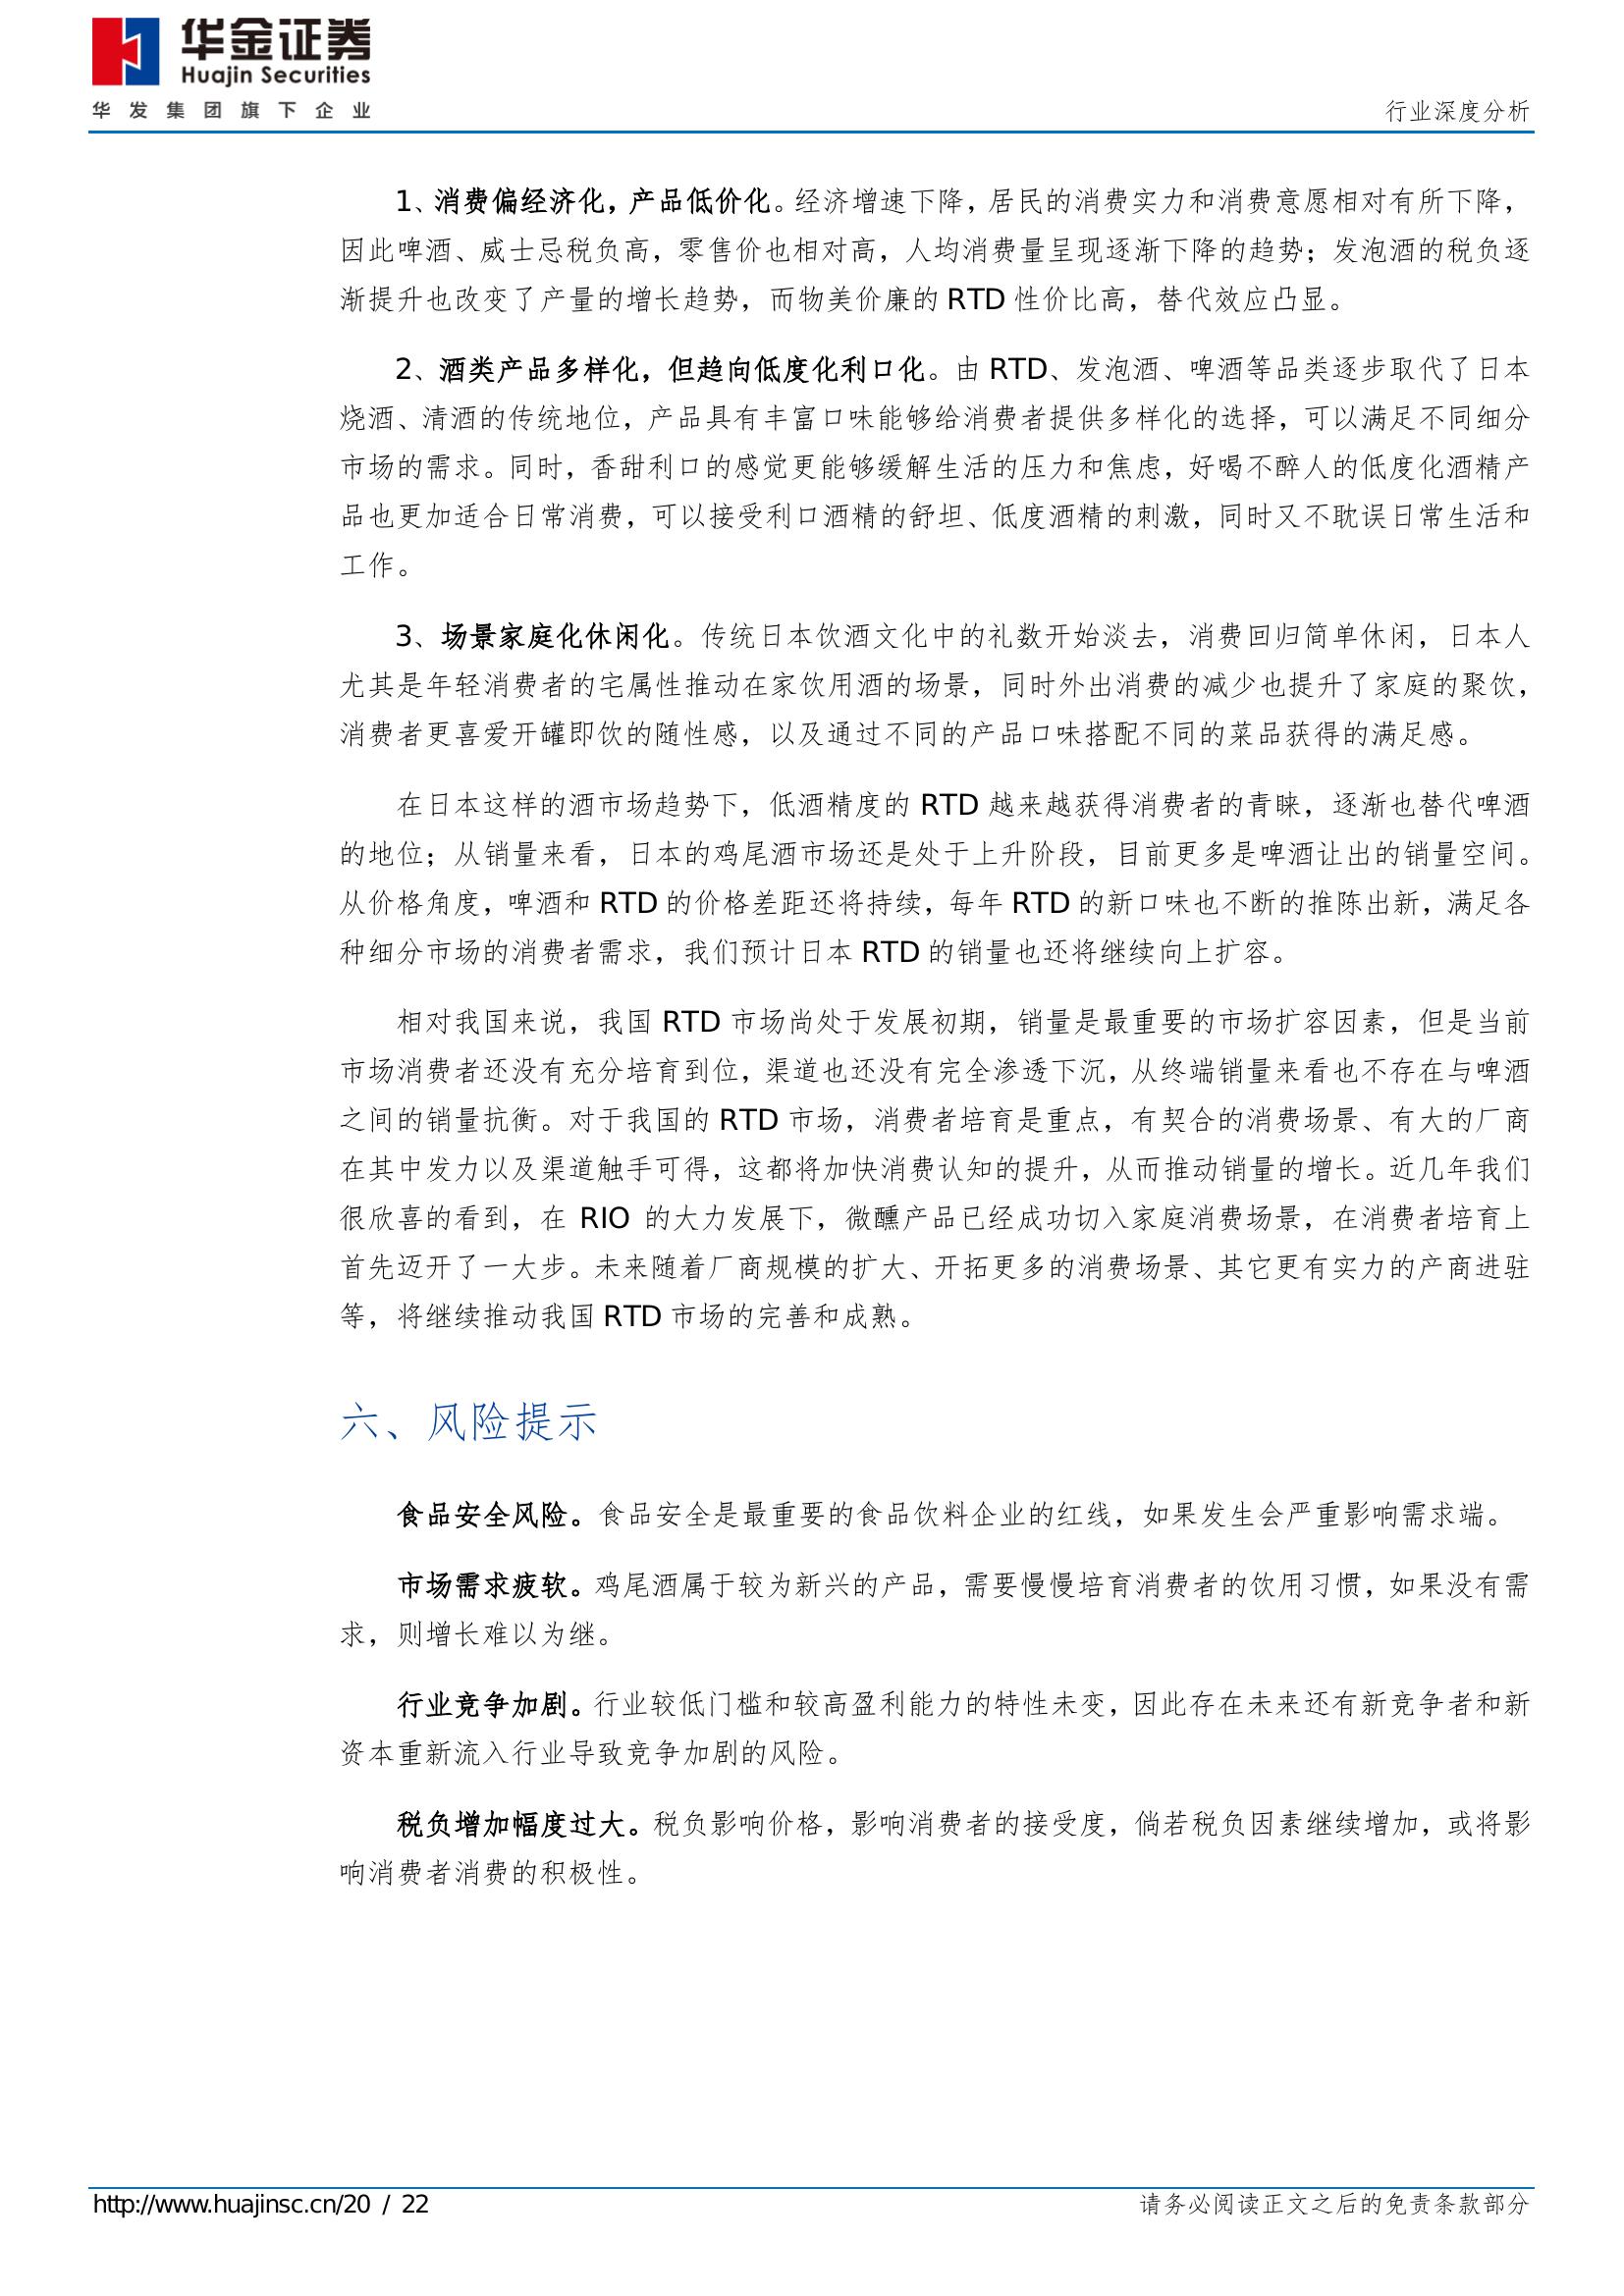 华金证券
Huajin Securities
华发集团旗下企业
行业深度分析
1、消费偏经济化，产品低价化。经济增速下降，居民的消费实力和消费意愿相对有所下降，
因此啤酒、威士忌税负高，零售价也相对高，人均消费量呈现逐渐下降的趋势；发泡酒的税负逐
渐提升也改变了产量的增长趋势，而物美价廉的 RTD 性价比高，替代效应凸显。
2、酒类产品多样化，但趋向低度化利口化。由 RTD、发泡酒、啤酒等品类逐步取代了日本
烧酒、清酒的传统地位，产品具有丰富口味能够给消费者提供多样化的选择，可以满足不同细分
市场的需求。同时，香甜利口的感觉更能够缓解生活的压力和焦虑，好喝不醉人的低度化酒精产
品也更加适合日常消费，可以接受利口酒精的舒坦、低度酒精的刺激，同时又不耽误日常生活和
工作。
3、场景家庭化休闲化。传统日本饮酒文化中的礼数开始淡去，消费回归简单休闲，日本人
尤其是年轻消费者的宅属性推动在家饮用酒的场景，同时外出消费的减少也提升了家庭的聚饮，
消费者更喜爱开罐即饮的随性感，以及通过不同的产品口味搭配不同的菜品获得的满足感。
在日本这样的酒市场趋势下，低酒精度的 RTD 越来越获得消费者的青睐，逐渐也替代啤酒
的地位；从销量来看，日本的鸡尾酒市场还是处于上升阶段，目前更多是啤酒让出的销量空间。
从价格角度，啤酒和 RTD 的价格差距还将持续，每年 RTD 的新口味也不断的推陈出新，满足各
种细分市场的消费者需求，我们预计日本 RTD 的销量也还将继续向上扩容。
相对我国来说，我国 RTD 市场尚处于发展初期，销量是最重要的市场扩容因素，但是当前
市场消费者还没有充分培育到位，渠道也还没有完全渗透下沉，从终端销量来看也不存在与啤酒
之间的销量抗衡。对于我国的 RTD 市场，消费者培育是重点，有契合的消费场景、有大的厂商
在其中发力以及渠道触手可得，这都将加快消费认知的提升，从而推动销量的增长。近几年我们
很欣喜的看到，在 RIO 的大力发展下，微醺产品已经成功切入家庭消费场景，在消费者培育上
首先迈开了一大步。未来随着厂商规模的扩大、开拓更多的消费场景、其它更有实力的产商进驻
等，将继续推动我国 RTD 市场的完善和成熟。
六、风险提示
食品安全风险。食品安全是最重要的食品饮料企业的红线，如果发生会严重影响需求端。
市场需求疲软。鸡尾酒属于较为新兴的产品，需要慢慢培育消费者的饮用习惯，如果没有需
求，则增长难以为继。
行业竞争加剧。行业较低门槛和较高盈利能力的特性未变，因此存在未来还有新竞争者和新
资本重新流入行业导致竞争加剧的风险。
税负增加幅度过大。税负影响价格，影响消费者的接受度，倘若税负因素继续增加，或将影
响消费者消费的积极性。
http://www.huajinsc.cn/20 / 22
请务必阅读正文之后的免责条款部分